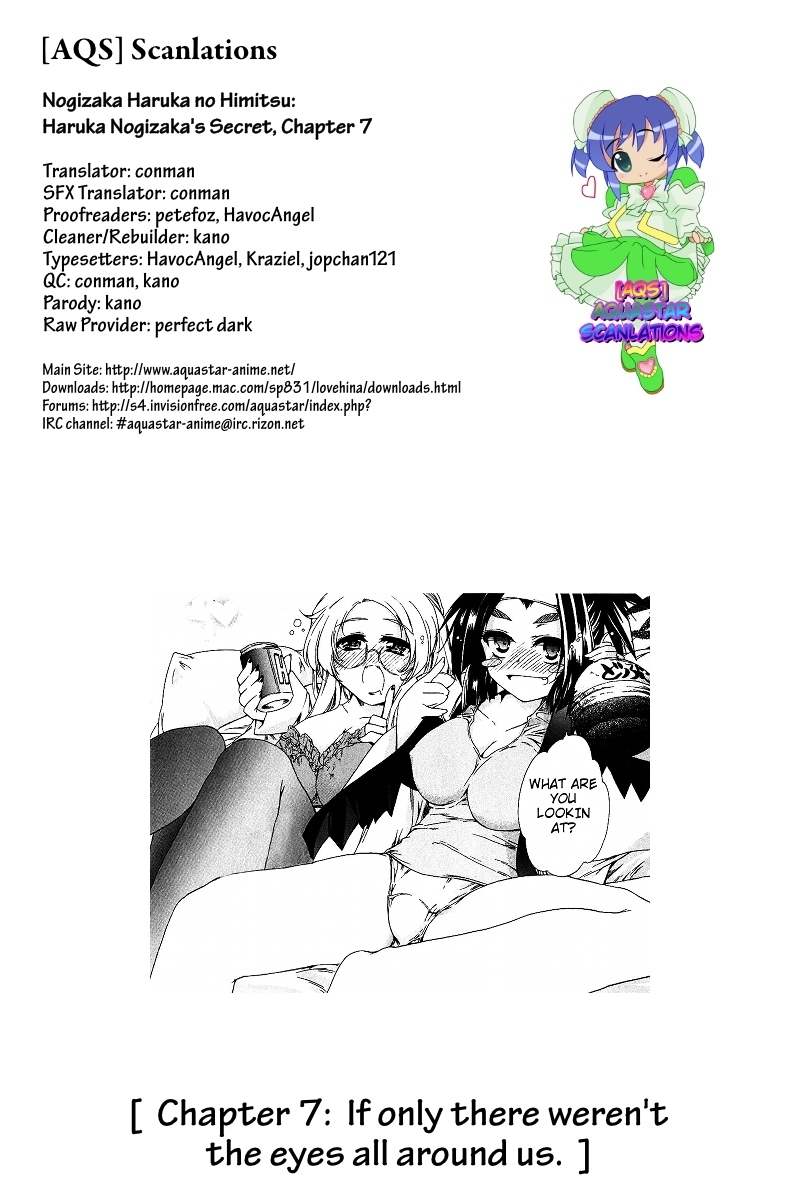 [AQS] Scanlations
Nogizaka Haruka no Himitsu:
Haruka Nogizaka's Secret, Chapter 7
Translator: conman
SFX Translator: conman
Proofreaders: petefoz, HavocAngel
Cleaner/Rebuilder: kano
Typesetters: HavocAngel, Kraziel, jopchan121
QC: conman, kano
Parody: kano
Raw Provider: perfect dark
Main Site: http://www.aquastar-anime.net/
Downloads: http://homepage.mac.com/sp831/lovehina/downloads.html
Forums: http://s4.invisionfree.com/aquastar/index.php?
IRC channel: #aquastar-anime@irc.rizon.net
[AQS]
AQUASTAR
SCANLATIONS
WHAT ARE
YOU
LOOKIN
AT?
[ Chapter 7: If only there weren't
the eyes all around us. ]